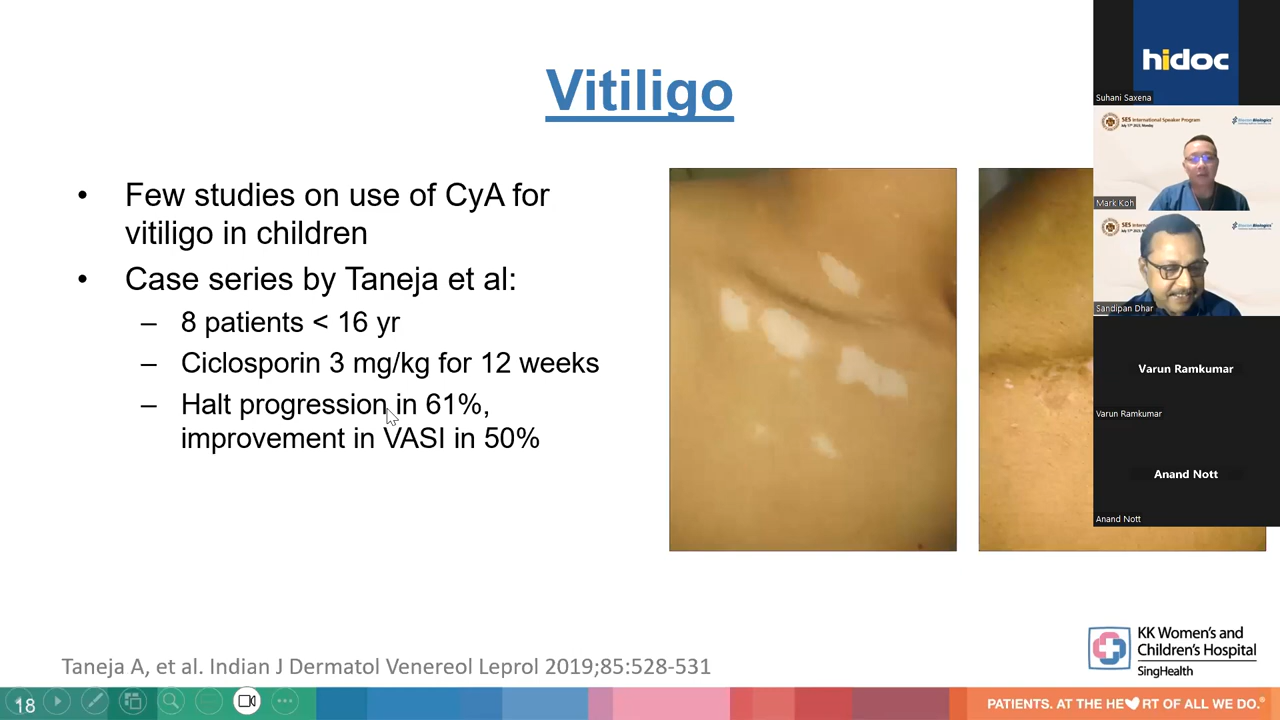 Vitiligo
• Few studies on use of CyA for
vitiligo in children
• Case series by Taneja et al:
– 8 patients < 16 yr
– Ciclosporin 3 mg/kg for 12 weeks
– Halt progression in 61%,
improvement in VASI in 50%
Taneja A, et al. Indian J Dermatol Venereol Leprol 2019;85:528-531
18
KK Women's and
Children's Hospital
SingHealth
PATIENTS. AT THE HE RT OF ALL WE DO.®
hidoc
Suhani Saxena
SES International Speaker Program
Mark Koh
Sandipan Dhar
Varun Ramkumar
Varun Ramkumar
Anand Nott
Anand Nott